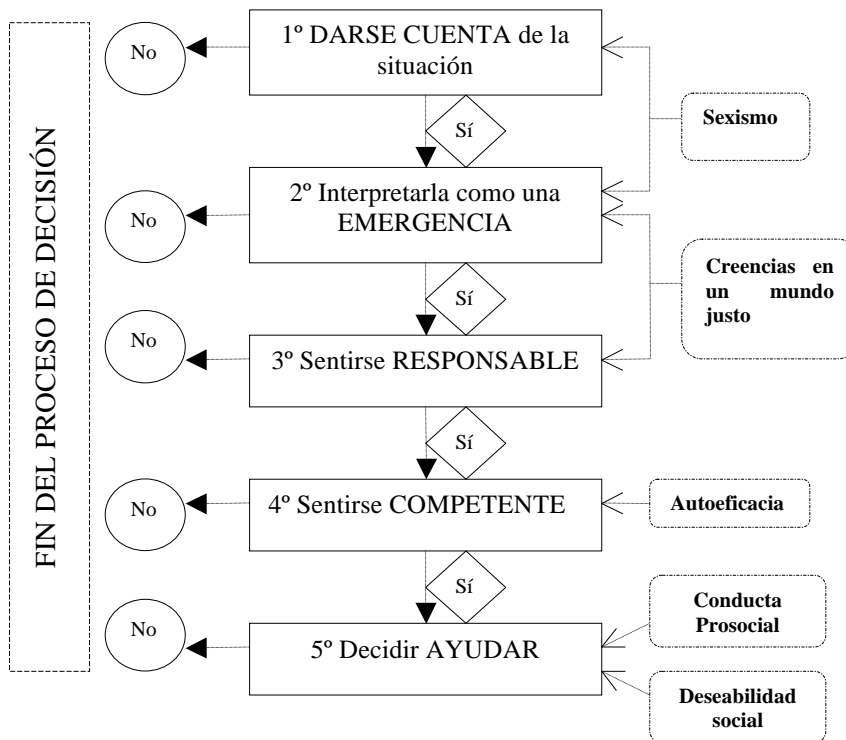 FIN DEL PROCESO DE DECISIÓN
1º DARSE CUENTA de la
situación
No
Sí
Sexismo
2º Interpretarla como una
EMERGENCIA
No
Sí
Creencias en
un mundo
justo
3º Sentirse RESPONSABLE
No
Sí
4º Sentirse COMPETENTE
No
Autoeficacia
Sí
5º Decidir AYUDAR
No
Conducta
Prosocial
Deseabilidad
social